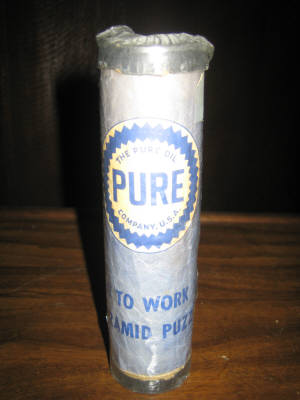 THE PURE OIL
PURE
COMPANY, U.S.A.
TO WORK
AMID PUZZ